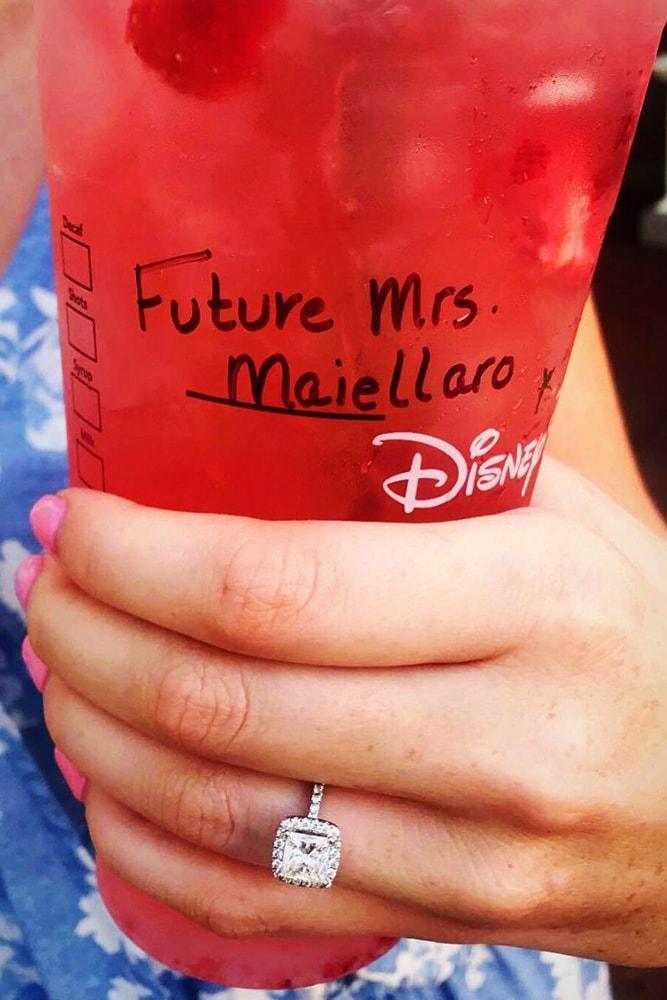 Decaf
Shots
Syrup
Milk
Future Mrs.
Maiellaro
DISNEY